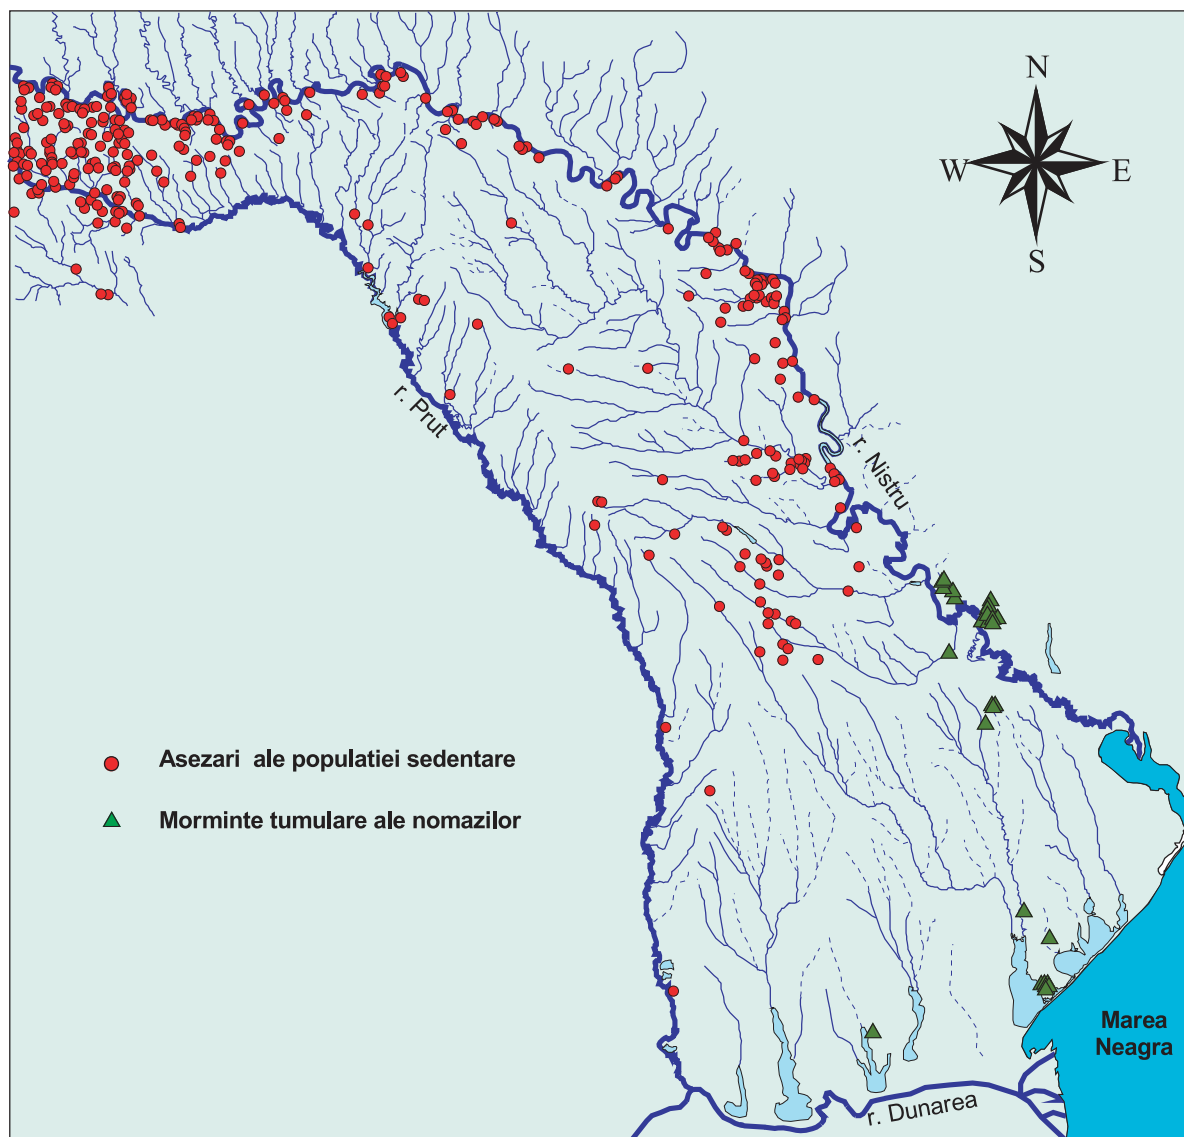 N
W E
S
r. Prut
r. Nistru
Asezari ale populatiei sedentare
Morminte tumulare ale nomazilor
Marea
Neagra
r. Dunarea